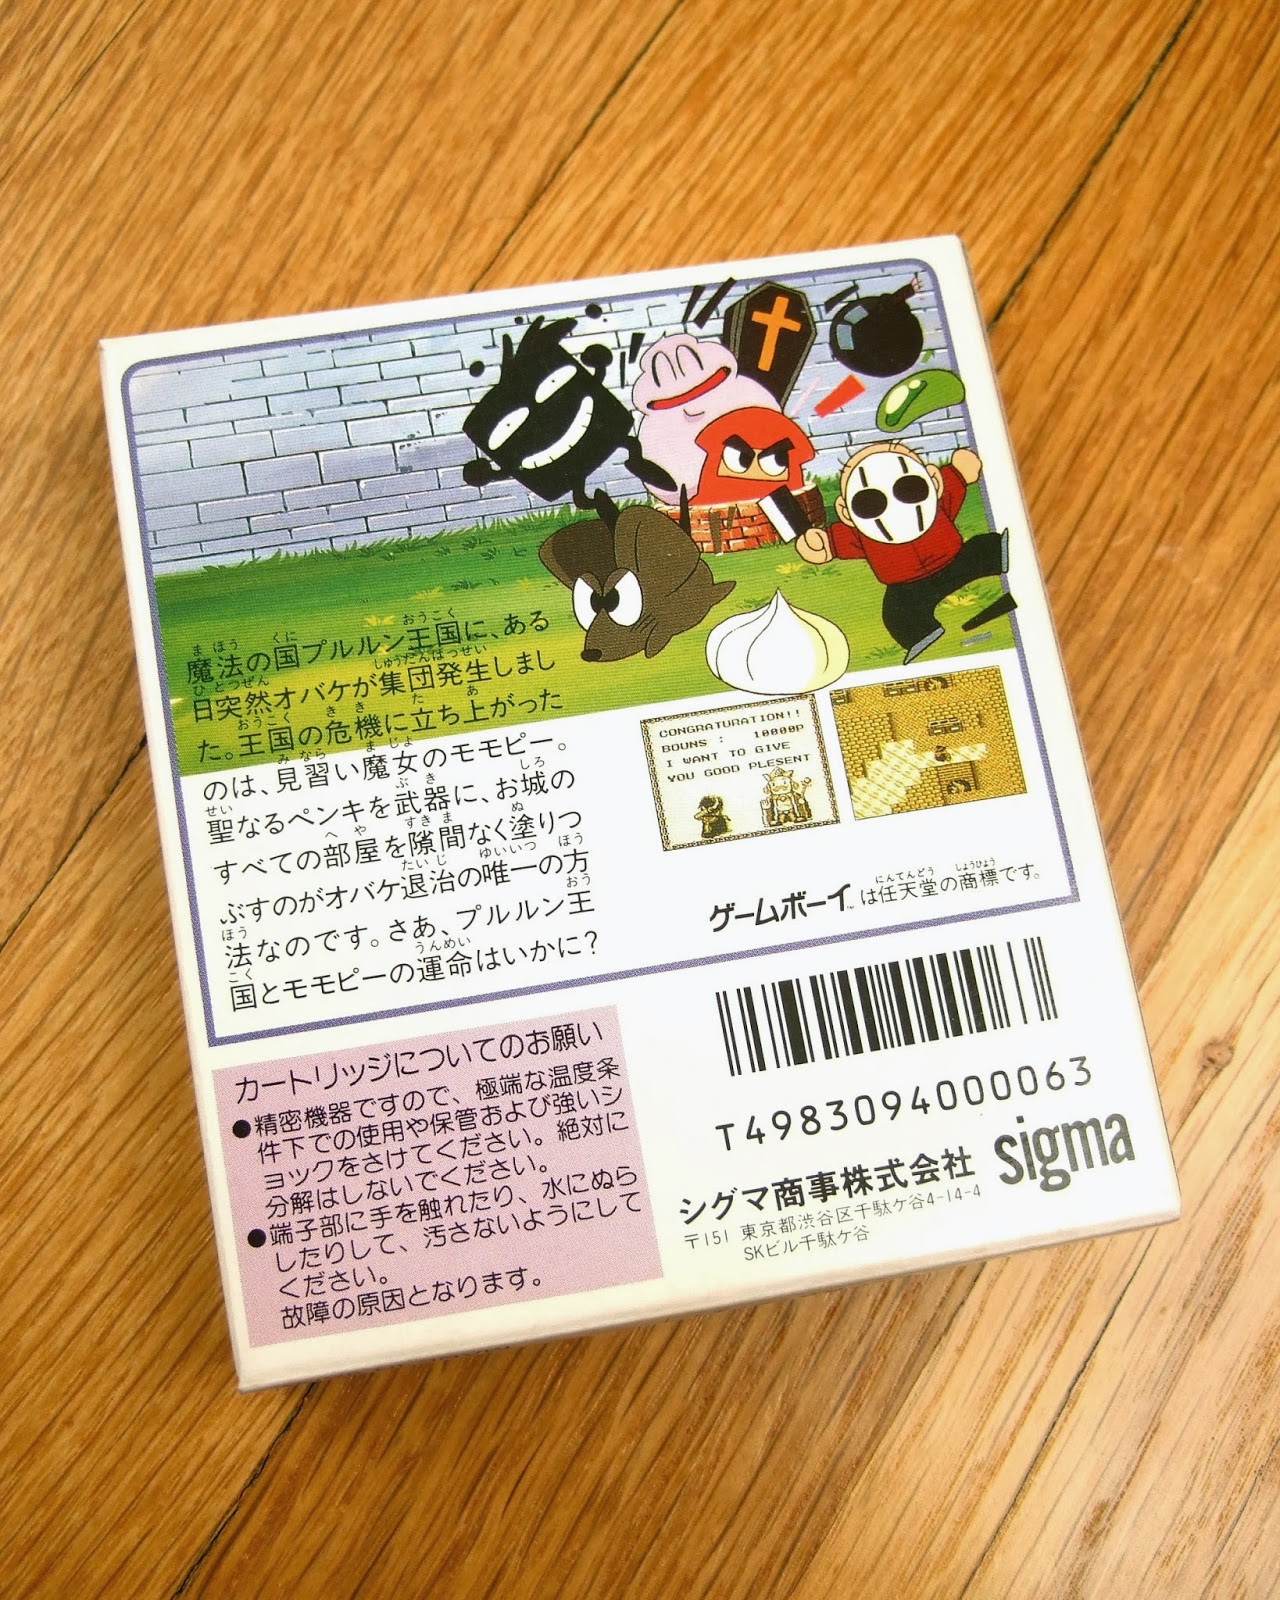 魔法の国プルルン王国に、ある
日突然オバケが集団発生しまし
た。王国の危機に立ち上がった
のは、見習い魔女のモモピー。
聖なるペンキを武器に、お城の
すべての部屋を隙間なく塗りつ
ぶすのがオバケ退治の唯一の方
法なのです。さあ、プルルン王
国とモモピーの運命はいかに?
CONGRATURATION!!
BOUNS : 10000P
I WANT TO GIVE
YOU GOOD PLESENT
ゲームボーイ™は任天堂の商標です。
カートリッジについてのお願い
●精密機器ですので、極端な温度条
件下での使用や保管および強いシ
ョックをさけてください。絶対に
分解はしないでください。
●端子部に手を触れたり、水にぬら
したりして、汚さないようにして
ください。
故障の原因となります。
T4983094000063
シグマ商事株式会社 sigma
〒151 東京都渋谷区千駄ケ谷4-14-4
SKビル千駄ケ谷